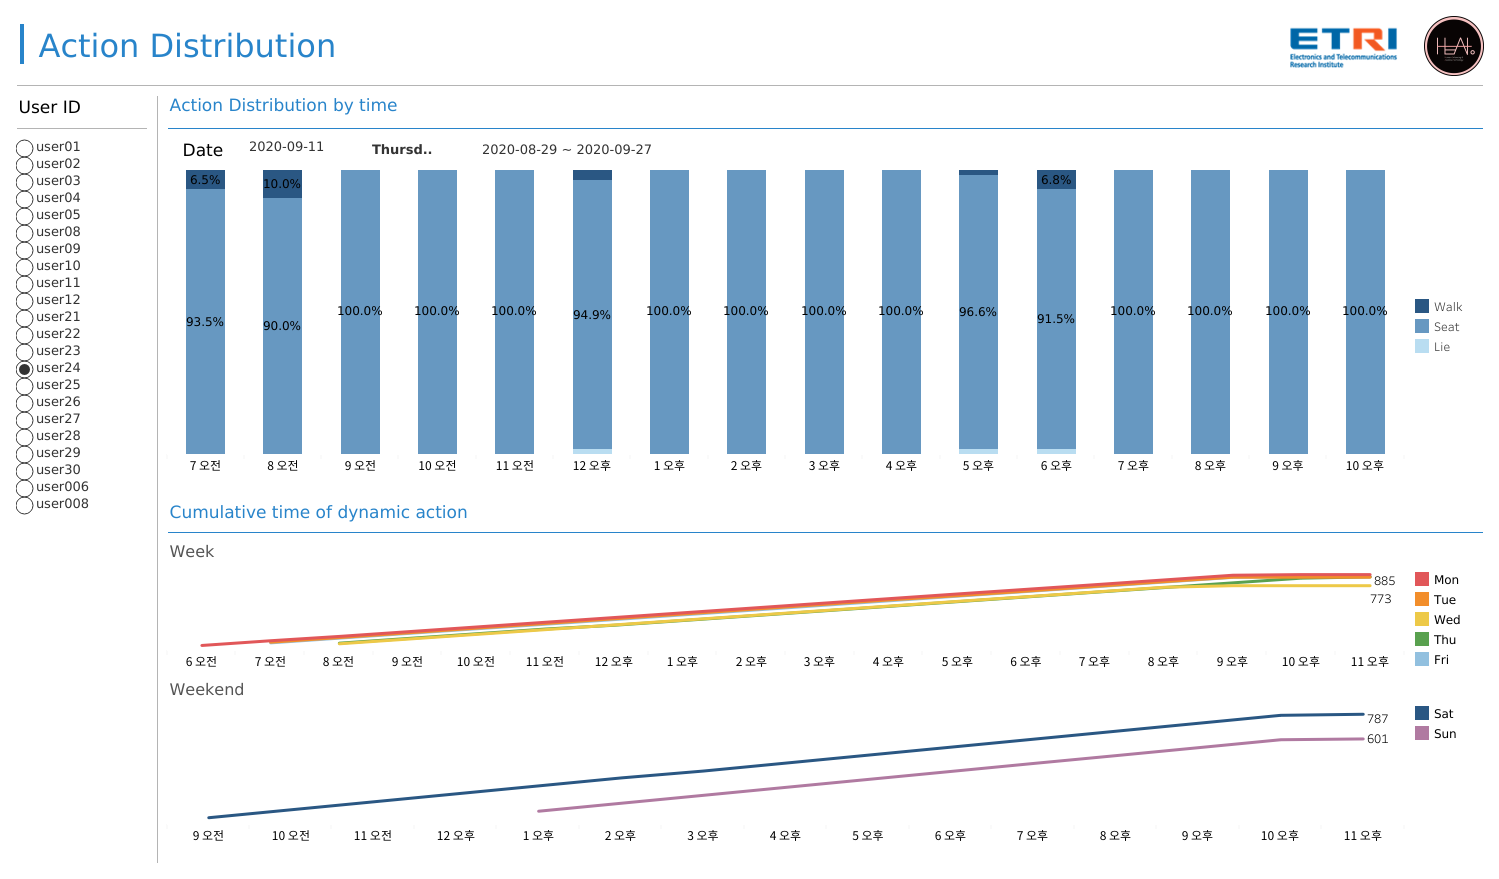 Action Distribution
ETRI
Electronics and Telecommunications
Research Institute
User ID
user01
user02
user03
user04
user05
user08
user09
user10
user11
user12
user21
user22
user23
user24
user25
user26
user27
user28
user29
user30
user006
user008
Action Distribution by time
Date 2020-09-11 Thursd.. 2020-08-29 ~ 2020-09-27
6.5% 10.0% 6.8%
93.5% 90.0% 100.0% 100.0% 100.0% 94.9% 100.0% 100.0% 100.0% 100.0% 96.6% 91.5% 100.0% 100.0% 100.0% 100.0%
7 오전 8 오전 9 오전 10 오전 11 오전 12 오후 1 오후 2 오후 3 오후 4 오후 5 오후 6 오후 7 오후 8 오후 9 오후 10 오후
Walk
Seat
Lie
Cumulative time of dynamic action
Week
885
773
6 오전 7 오전 8 오전 9 오전 10 오전 11 오전 12 오후 1 오후 2 오후 3 오후 4 오후 5 오후 6 오후 7 오후 8 오후 9 오후 10 오후 11 오후
Mon
Tue
Wed
Thu
Fri
Weekend
787
601
9 오전 10 오전 11 오전 12 오후 1 오후 2 오후 3 오후 4 오후 5 오후 6 오후 7 오후 8 오후 9 오후 10 오후 11 오후
Sat
Sun